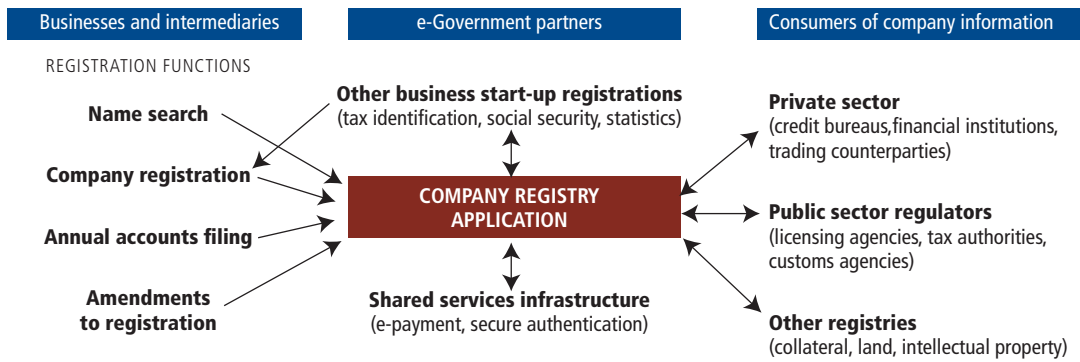 Businesses and intermediaries
e-Government partners
Consumers of company information
REGISTRATION FUNCTIONS
Name search
Company registration
Annual accounts filing
Amendments
to registration
Other business start-up registrations
(tax identification, social security, statistics)
COMPANY REGISTRY
APPLICATION
Shared services infrastructure
(e-payment, secure authentication)
Private sector
(credit bureaus,financial institutions,
trading counterparties)
Public sector regulators
(licensing agencies, tax authorities,
customs agencies)
Other registries
(collateral, land, intellectual property)